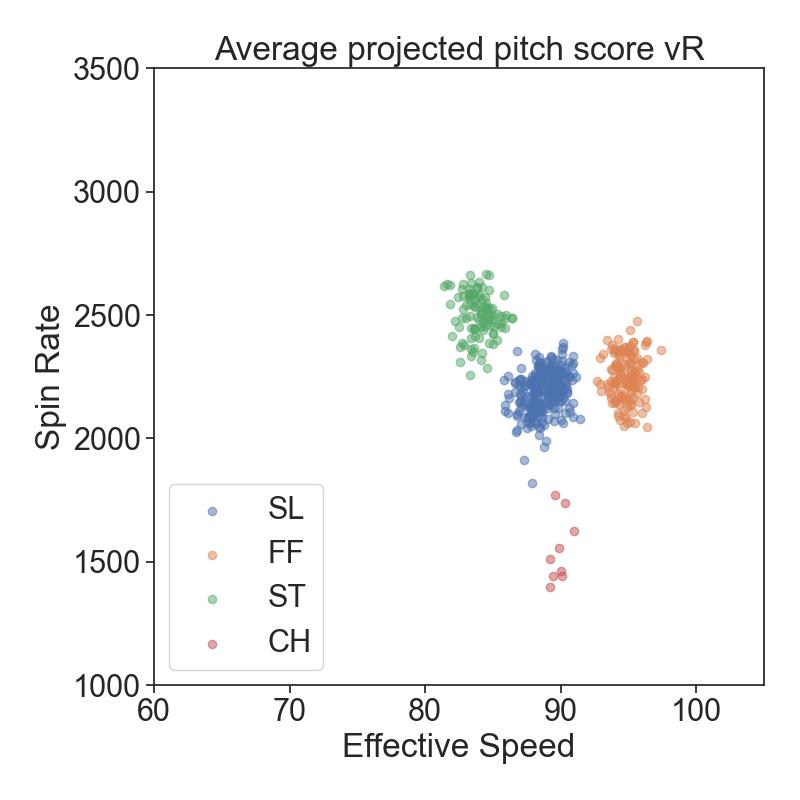 Average projected pitch score vR
3500
3000
2500
2000
1500
1000
Spin Rate
SL
FF
ST
CH
60 70 80 90 100
Effective Speed